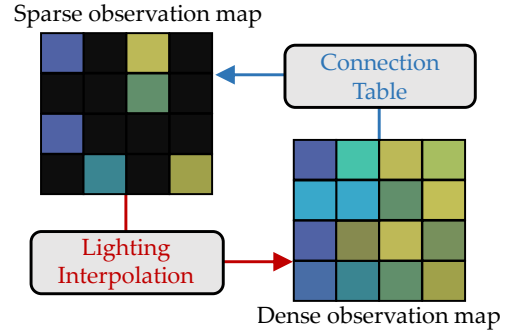 Sparse observation map
Connection
Table
Lighting
Interpolation
Dense observation map